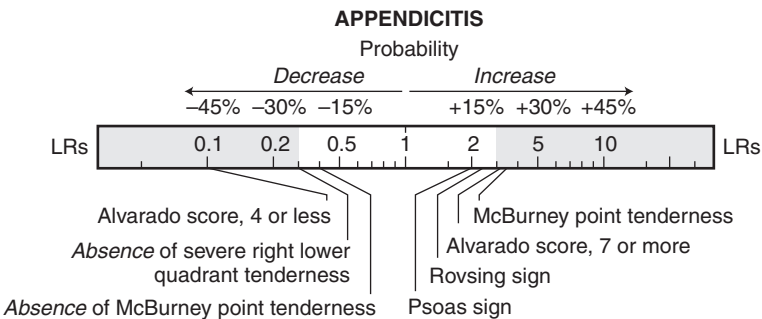 APPENDICITIS
Probability
Decrease Increase
–45% –30% –15% +15% +30% +45%
LRs 0.1 0.2 0.5 1 2 5 10 LRs
Alvarado score, 4 or less
McBurney point tenderness
Absence of severe right lower
quadrant tenderness
Alvarado score, 7 or more
Rovsing sign
Absence of McBurney point tenderness
Psoas sign